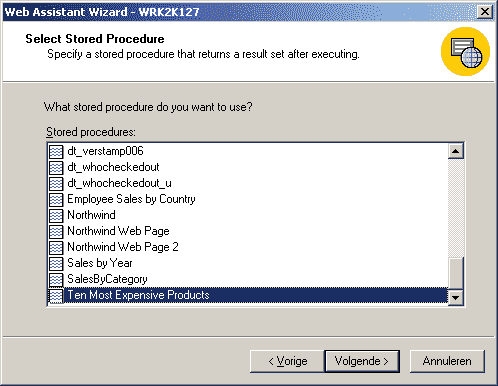 Web Assistant Wizard - WRK2K127
Select Stored Procedure
Specify a stored procedure that returns a result set after executing.
What stored procedure do you want to use?
Stored procedures:
dt_verstamp006
dt_whocheckedout
dt_whocheckedout_u
Employee Sales by Country
Northwind
Northwind Web Page
Northwind Web Page 2
Sales by Year
SalesByCategory
Ten Most Expensive Products
< Vorige
Volgende >
Annuleren